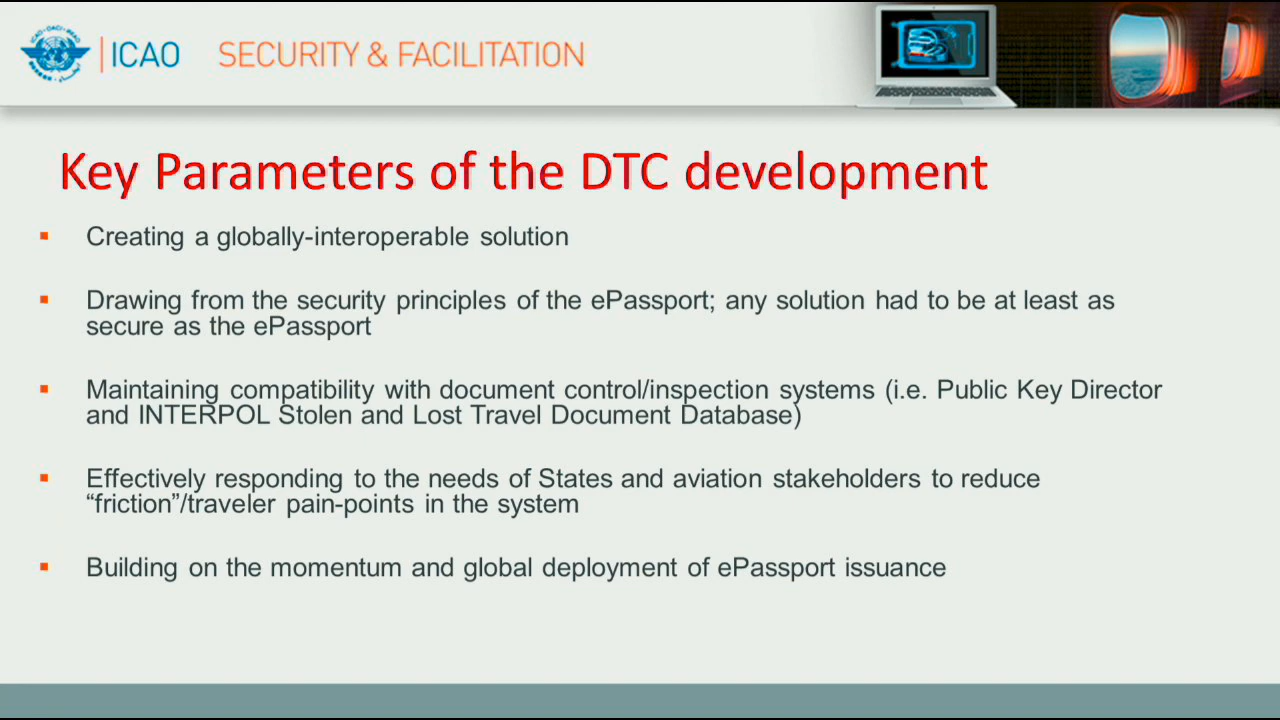 ICAO SECURITY & FACILITATION
Key Parameters of the DTC development
Creating a globally-interoperable solution
Drawing from the security principles of the ePassport; any solution had to be at least as
secure as the ePassport
Maintaining compatibility with document control/inspection systems (i.e. Public Key Director
and INTERPOL Stolen and Lost Travel Document Database)
Effectively responding to the needs of States and aviation stakeholders to reduce
“friction”/traveler pain-points in the system
Building on the momentum and global deployment of ePassport issuance